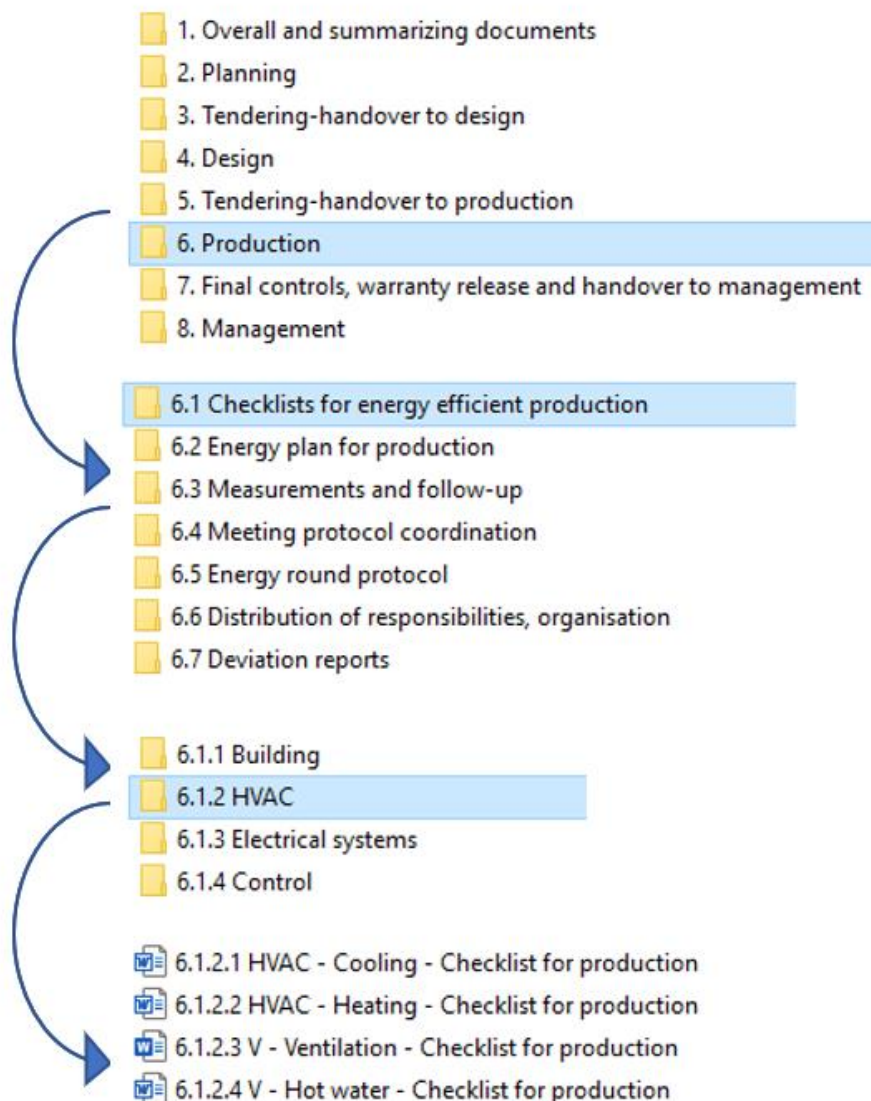 1. Overall and summarizing documents
2. Planning
3. Tendering-handover to design
4. Design
5. Tendering-handover to production
6. Production
7. Final controls, warranty release and handover to management
8. Management
6.1 Checklists for energy efficient production
6.2 Energy plan for production
6.3 Measurements and follow-up
6.4 Meeting protocol coordination
6.5 Energy round protocol
6.6 Distribution of responsibilities, organisation
6.7 Deviation reports
6.1.1 Building
6.1.2 HVAC
6.1.3 Electrical systems
6.1.4 Control
6.1.2.1 HVAC - Cooling - Checklist for production
6.1.2.2 HVAC - Heating - Checklist for production
6.1.2.3 V - Ventilation - Checklist for production
6.1.2.4 V - Hot water - Checklist for production